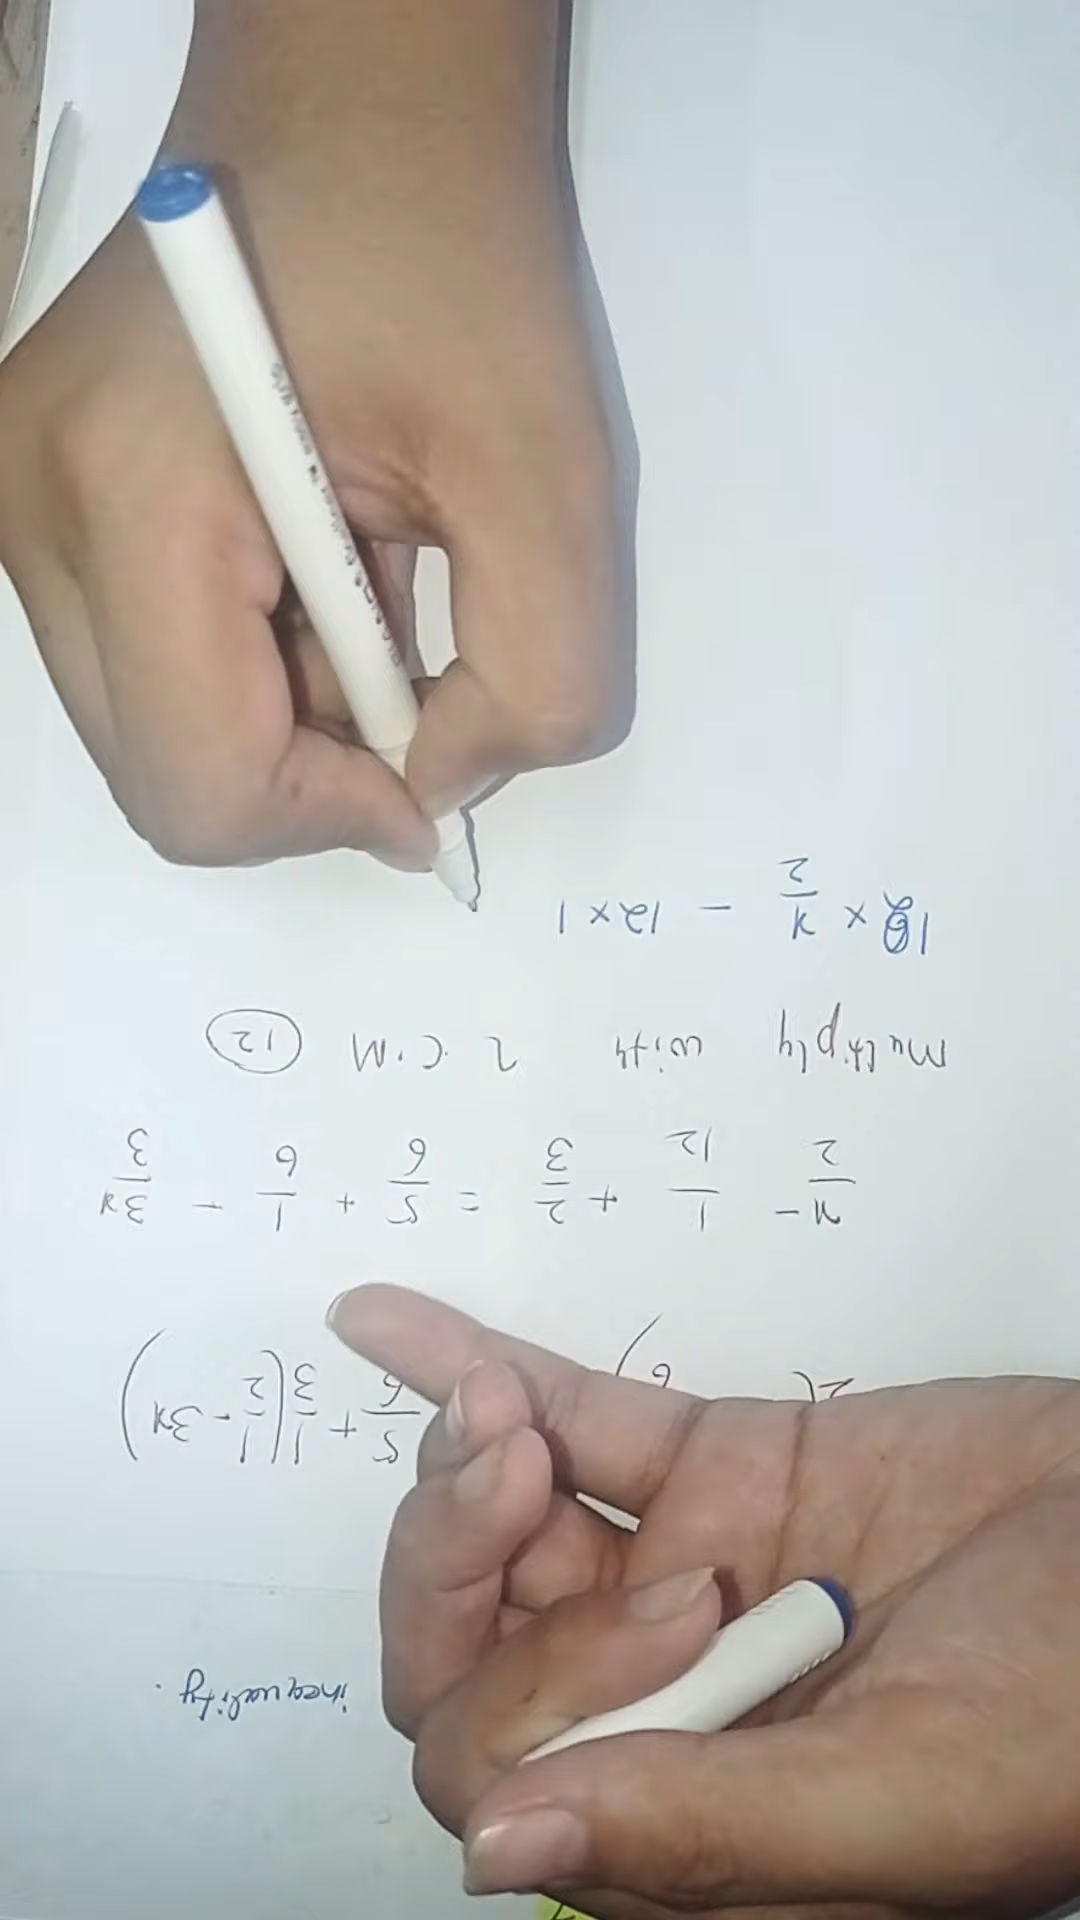 inequality.
5/6 + 1/3(1/2 - 3x)
x/2 - 1/12 + 2/3 = 5/6 + 1/6 - 3x/3
Multiply with L.C.M 12
12 × x/2 - 12 × 1